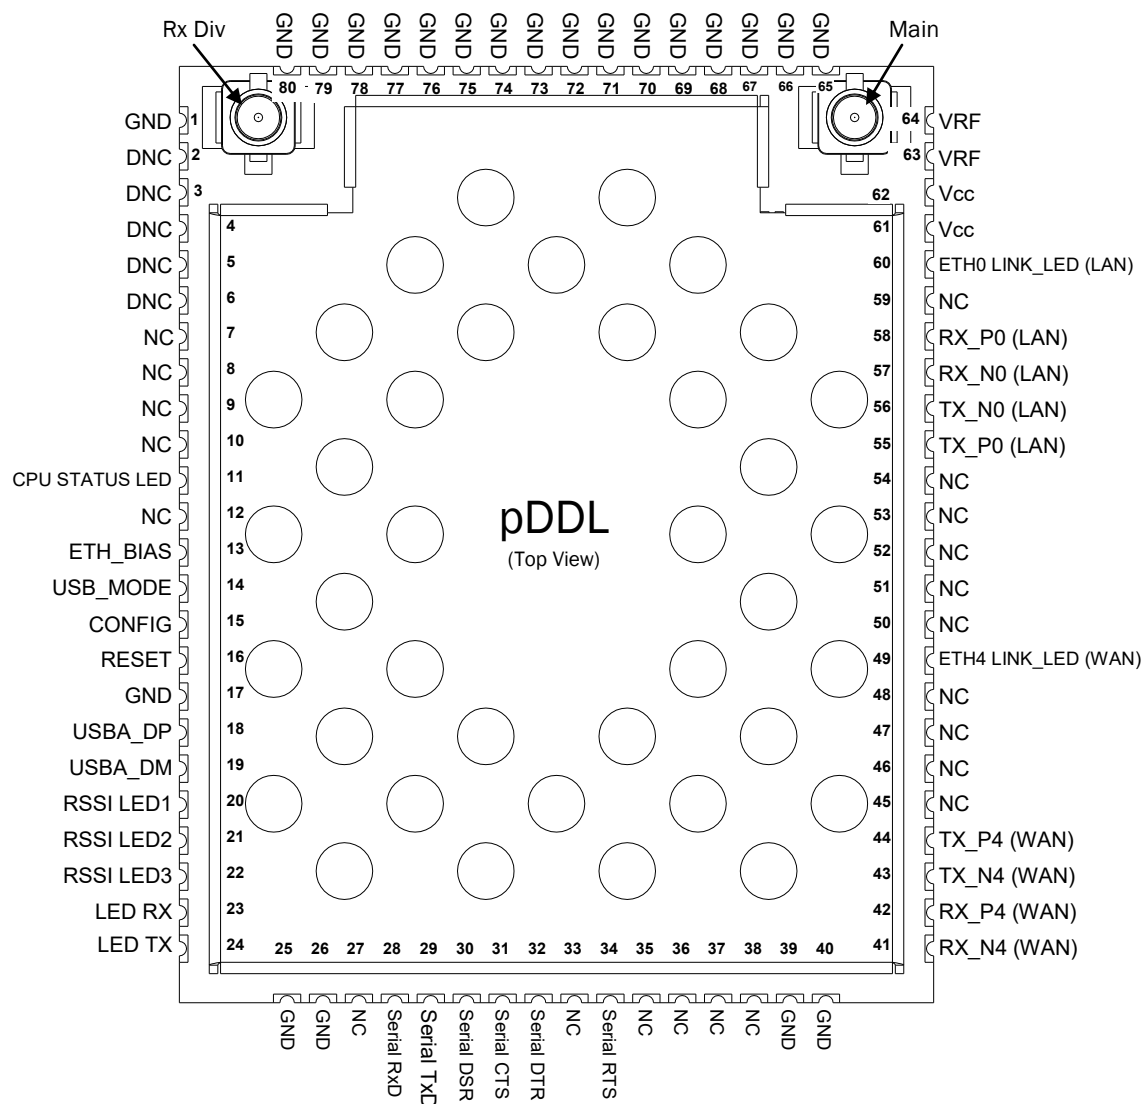 Rx Div
Main
GND GND GND GND GND GND GND GND GND GND GND GND GND GND GND GND
80 79 78 77 76 75 74 73 72 71 70 69 68 67 66 65
GND 1 64 VRF
DNC 2 63 VRF
DNC 3 62 Vcc
DNC 4 61 Vcc
DNC 5 60 ETH0 LINK_LED (LAN)
DNC 6 59 NC
NC 7 58 RX_P0 (LAN)
NC 8 57 RX_N0 (LAN)
NC 9 56 TX_N0 (LAN)
NC 10 55 TX_P0 (LAN)
CPU STATUS LED 11 54 NC
NC 12 53 NC
pDDL
(Top View)
ETH_BIAS 13 52 NC
USB_MODE 14 51 NC
CONFIG 15 50 NC
RESET 16 49 ETH4 LINK_LED (WAN)
GND 17 48 NC
USBA_DP 18 47 NC
USBA_DM 19 46 NC
RSSI LED1 20 45 NC
RSSI LED2 21 44 TX_P4 (WAN)
RSSI LED3 22 43 TX_N4 (WAN)
LED RX 23 42 RX_P4 (WAN)
LED TX 24 41 RX_N4 (WAN)
25 26 27 28 29 30 31 32 33 34 35 36 37 38 39 40
GND GND NC Serial RxD Serial TxD Serial DSR Serial CTS Serial DTR NC Serial RTS NC NC NC NC GND GND